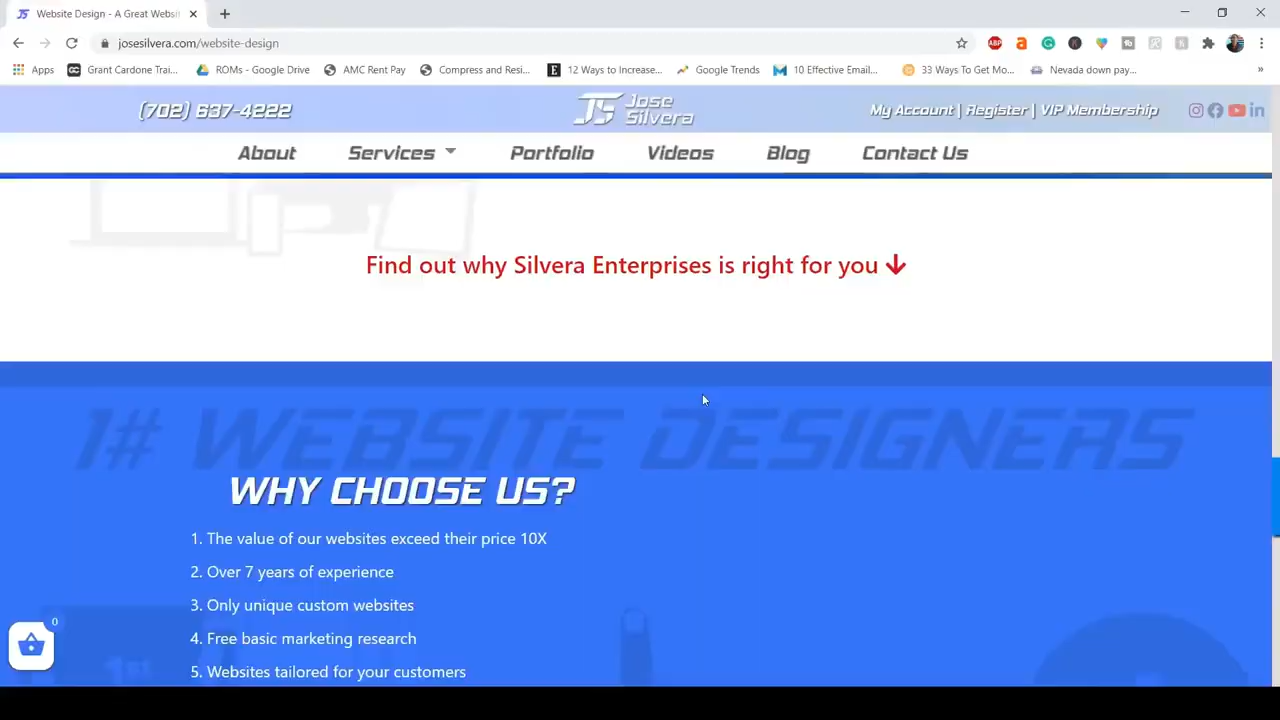 Website Design - A Great Websi
josesilvera.com/website-design
Apps
Grant Cardone Trai...
ROMs - Google Drive
AMC Rent Pay
Compress and Resi...
12 Ways to Increase...
Google Trends
10 Effective Email...
33 Ways To Get Mo...
Nevada down pay...
(702) 637-4222
JS Jose
Silvera
My Account | Register | VIP Membership
About
Services
Portfolio
Videos
Blog
Contact Us
Find out why Silvera Enterprises is right for you
1# WEBSITE DESIGNERS
WHY CHOOSE US?
1. The value of our websites exceed their price 10X
2. Over 7 years of experience
3. Only unique custom websites
4. Free basic marketing research
5. Websites tailored for your customers
0
1st